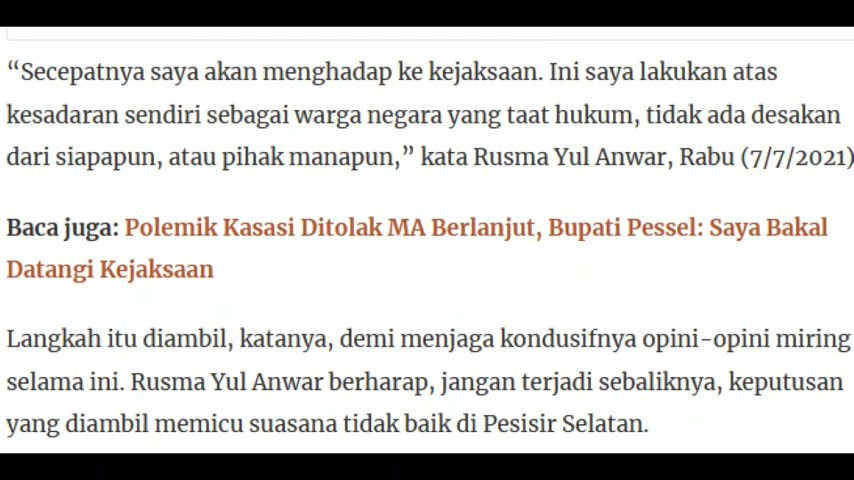 “Secepatnya saya akan menghadap ke kejaksaan. Ini saya lakukan atas
kesadaran sendiri sebagai warga negara yang taat hukum, tidak ada desakan
dari siapapun, atau pihak manapun,” kata Rusma Yul Anwar, Rabu (7/7/2021)
Baca juga: Polemik Kasasi Ditolak MA Berlanjut, Bupati Pessel: Saya Bakal
Datangi Kejaksaan
Langkah itu diambil, katanya, demi menjaga kondusifnya opini-opini miring
selama ini. Rusma Yul Anwar berharap, jangan terjadi sebaliknya, keputusan
yang diambil memicu suasana tidak baik di Pesisir Selatan.